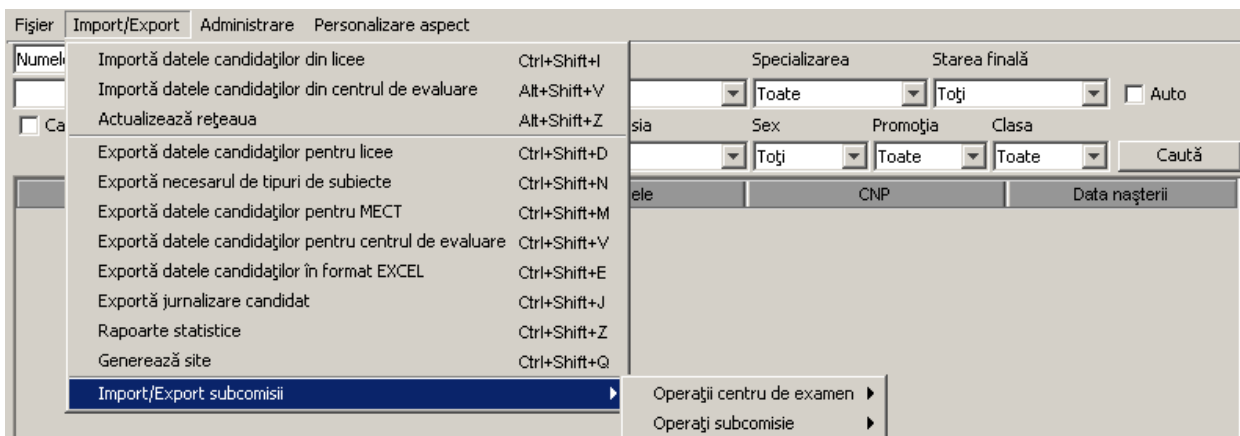 Fişier Import/Export Administrare Personalizare aspect
Importă datele candidaţilor din licee Ctrl+Shift+I
Specializarea Starea finală
Importă datele candidaţilor din centrul de evaluare Alt+Shift+V
Toate Toţi Auto
Actualizează reţeaua Alt+Shift+Z
Sex Promoţia Clasa
Exportă datele candidaţilor pentru licee Ctrl+Shift+D
Toţi Toate Toate Caută
Exportă necesarul de tipuri de subiecte Ctrl+Shift+N
CNP Data naşterii
Exportă datele candidaţilor pentru MECT Ctrl+Shift+M
Exportă datele candidaţilor pentru centrul de evaluare Ctrl+Shift+V
Exportă datele candidaţilor în format EXCEL Ctrl+Shift+E
Exportă jurnalizare candidat Ctrl+Shift+J
Rapoarte statistice Ctrl+Shift+Z
Generează site Ctrl+Shift+Q
Import/Export subcomisii
Operaţii centru de examen
Operaţi subcomisie